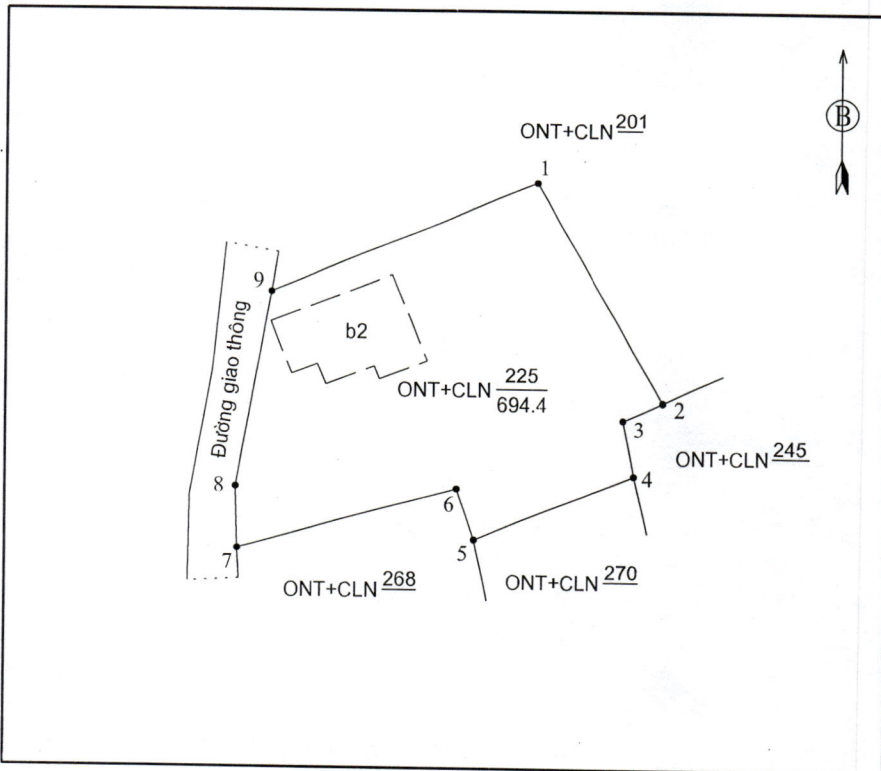 B
ONT+CLN 201
1
9
b2
Đường giao thông
ONT+CLN 225
694.4
2
3
ONT+CLN 245
4
8
6
5
7
ONT+CLN 268
ONT+CLN 270